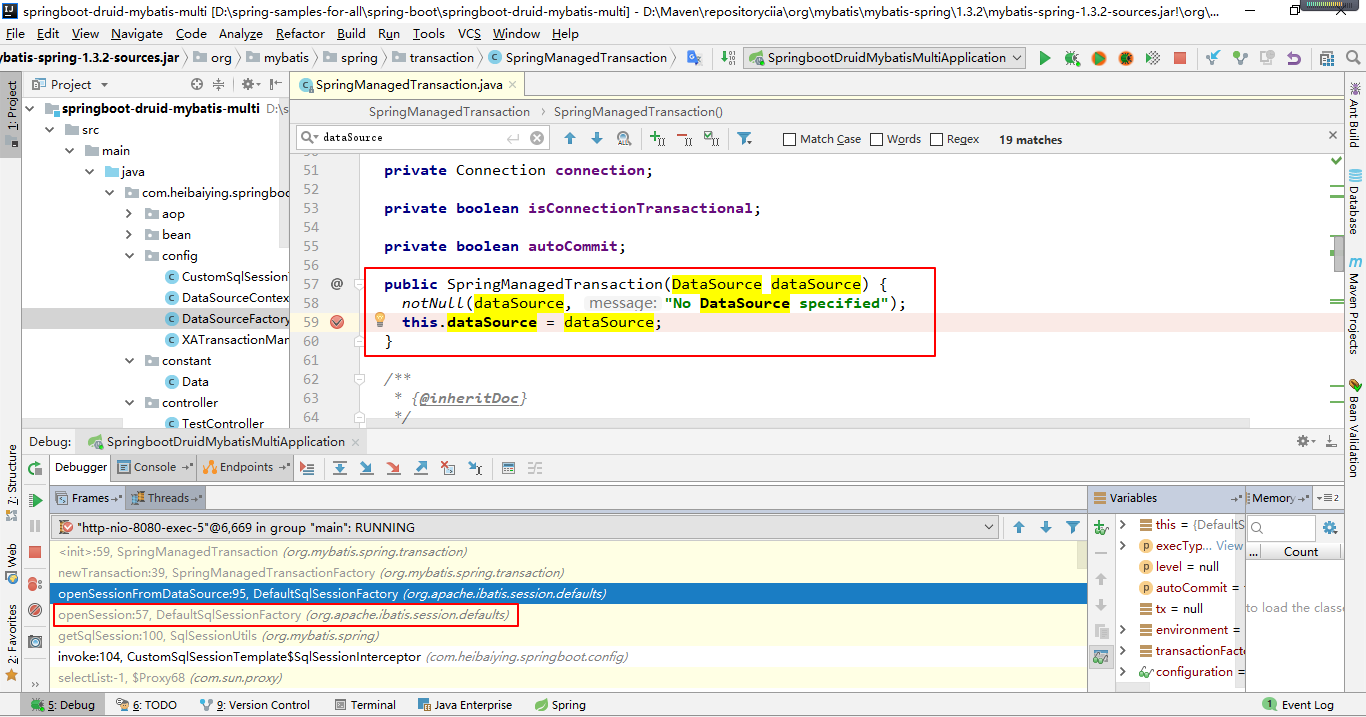 springboot-druid-mybatis-multi [D:\spring-samples-for-all\spring-boot\springboot-druid-mybatis-multi] - D:\Maven\repositoryciia\org\mybatis\mybatis-spring\1.3.2\mybatis-spring-1.3.2-sources.jar!\org\...
File Edit View Navigate Code Analyze Refactor Build Run Tools VCS Window Help
ybatis-spring-1.3.2-sources.jar org mybatis spring transaction SpringManagedTransaction SpringbootDruidMybatisMultiApplication
Project SpringManagedTransaction.java
1: Project
springboot-druid-mybatis-multi D:\s
src
main
java
com.heibaiying.springboo
aop
bean
config
CustomSqlSessionT
DataSourceContex
DataSourceFactory
XATransactionMan
constant
Data
controller
TestController
SpringManagedTransaction SpringManagedTransaction()
dataSource Match Case Words Regex 19 matches
51 private Connection connection;
52
53 private boolean isConnectionTransactional;
54
55 private boolean autoCommit;
56
57 @ public SpringManagedTransaction(DataSource dataSource) {
58 notNull(dataSource, message: "No DataSource specified");
59 this.dataSource = dataSource;
60 }
61
62 /**
63 * {@inheritDoc}
64 */
Ant Build
Database
Maven Projects
Bean Validation
Debug: SpringbootDruidMybatisMultiApplication
Debugger Console Endpoints
Frames Threads
"http-nio-8080-exec-5"@6,669 in group "main": RUNNING
<init>:59, SpringManagedTransaction (org.mybatis.spring.transaction)
newTransaction:39, SpringManagedTransactionFactory (org.mybatis.spring.transaction)
openSessionFromDataSource:95, DefaultSqlSessionFactory (org.apache.ibatis.session.defaults)
openSession:57, DefaultSqlSessionFactory (org.apache.ibatis.session.defaults)
getSqlSession:100, SqlSessionUtils (org.mybatis.spring)
invoke:104, CustomSqlSessionTemplate$SqlSessionInterceptor (com.heibaiying.springboot.config)
selectList:-1, $Proxy68 (com.sun.proxy)
Variables
this = {DefaultS
execTyp... View
level = null
autoCommit =
tx = null
environment =
transactionFacto
configuration =
Memory 2
... Count
to load the classe
7: Structure
Web
2: Favorites
5: Debug 6: TODO 9: Version Control Terminal Java Enterprise Spring 1 Event Log